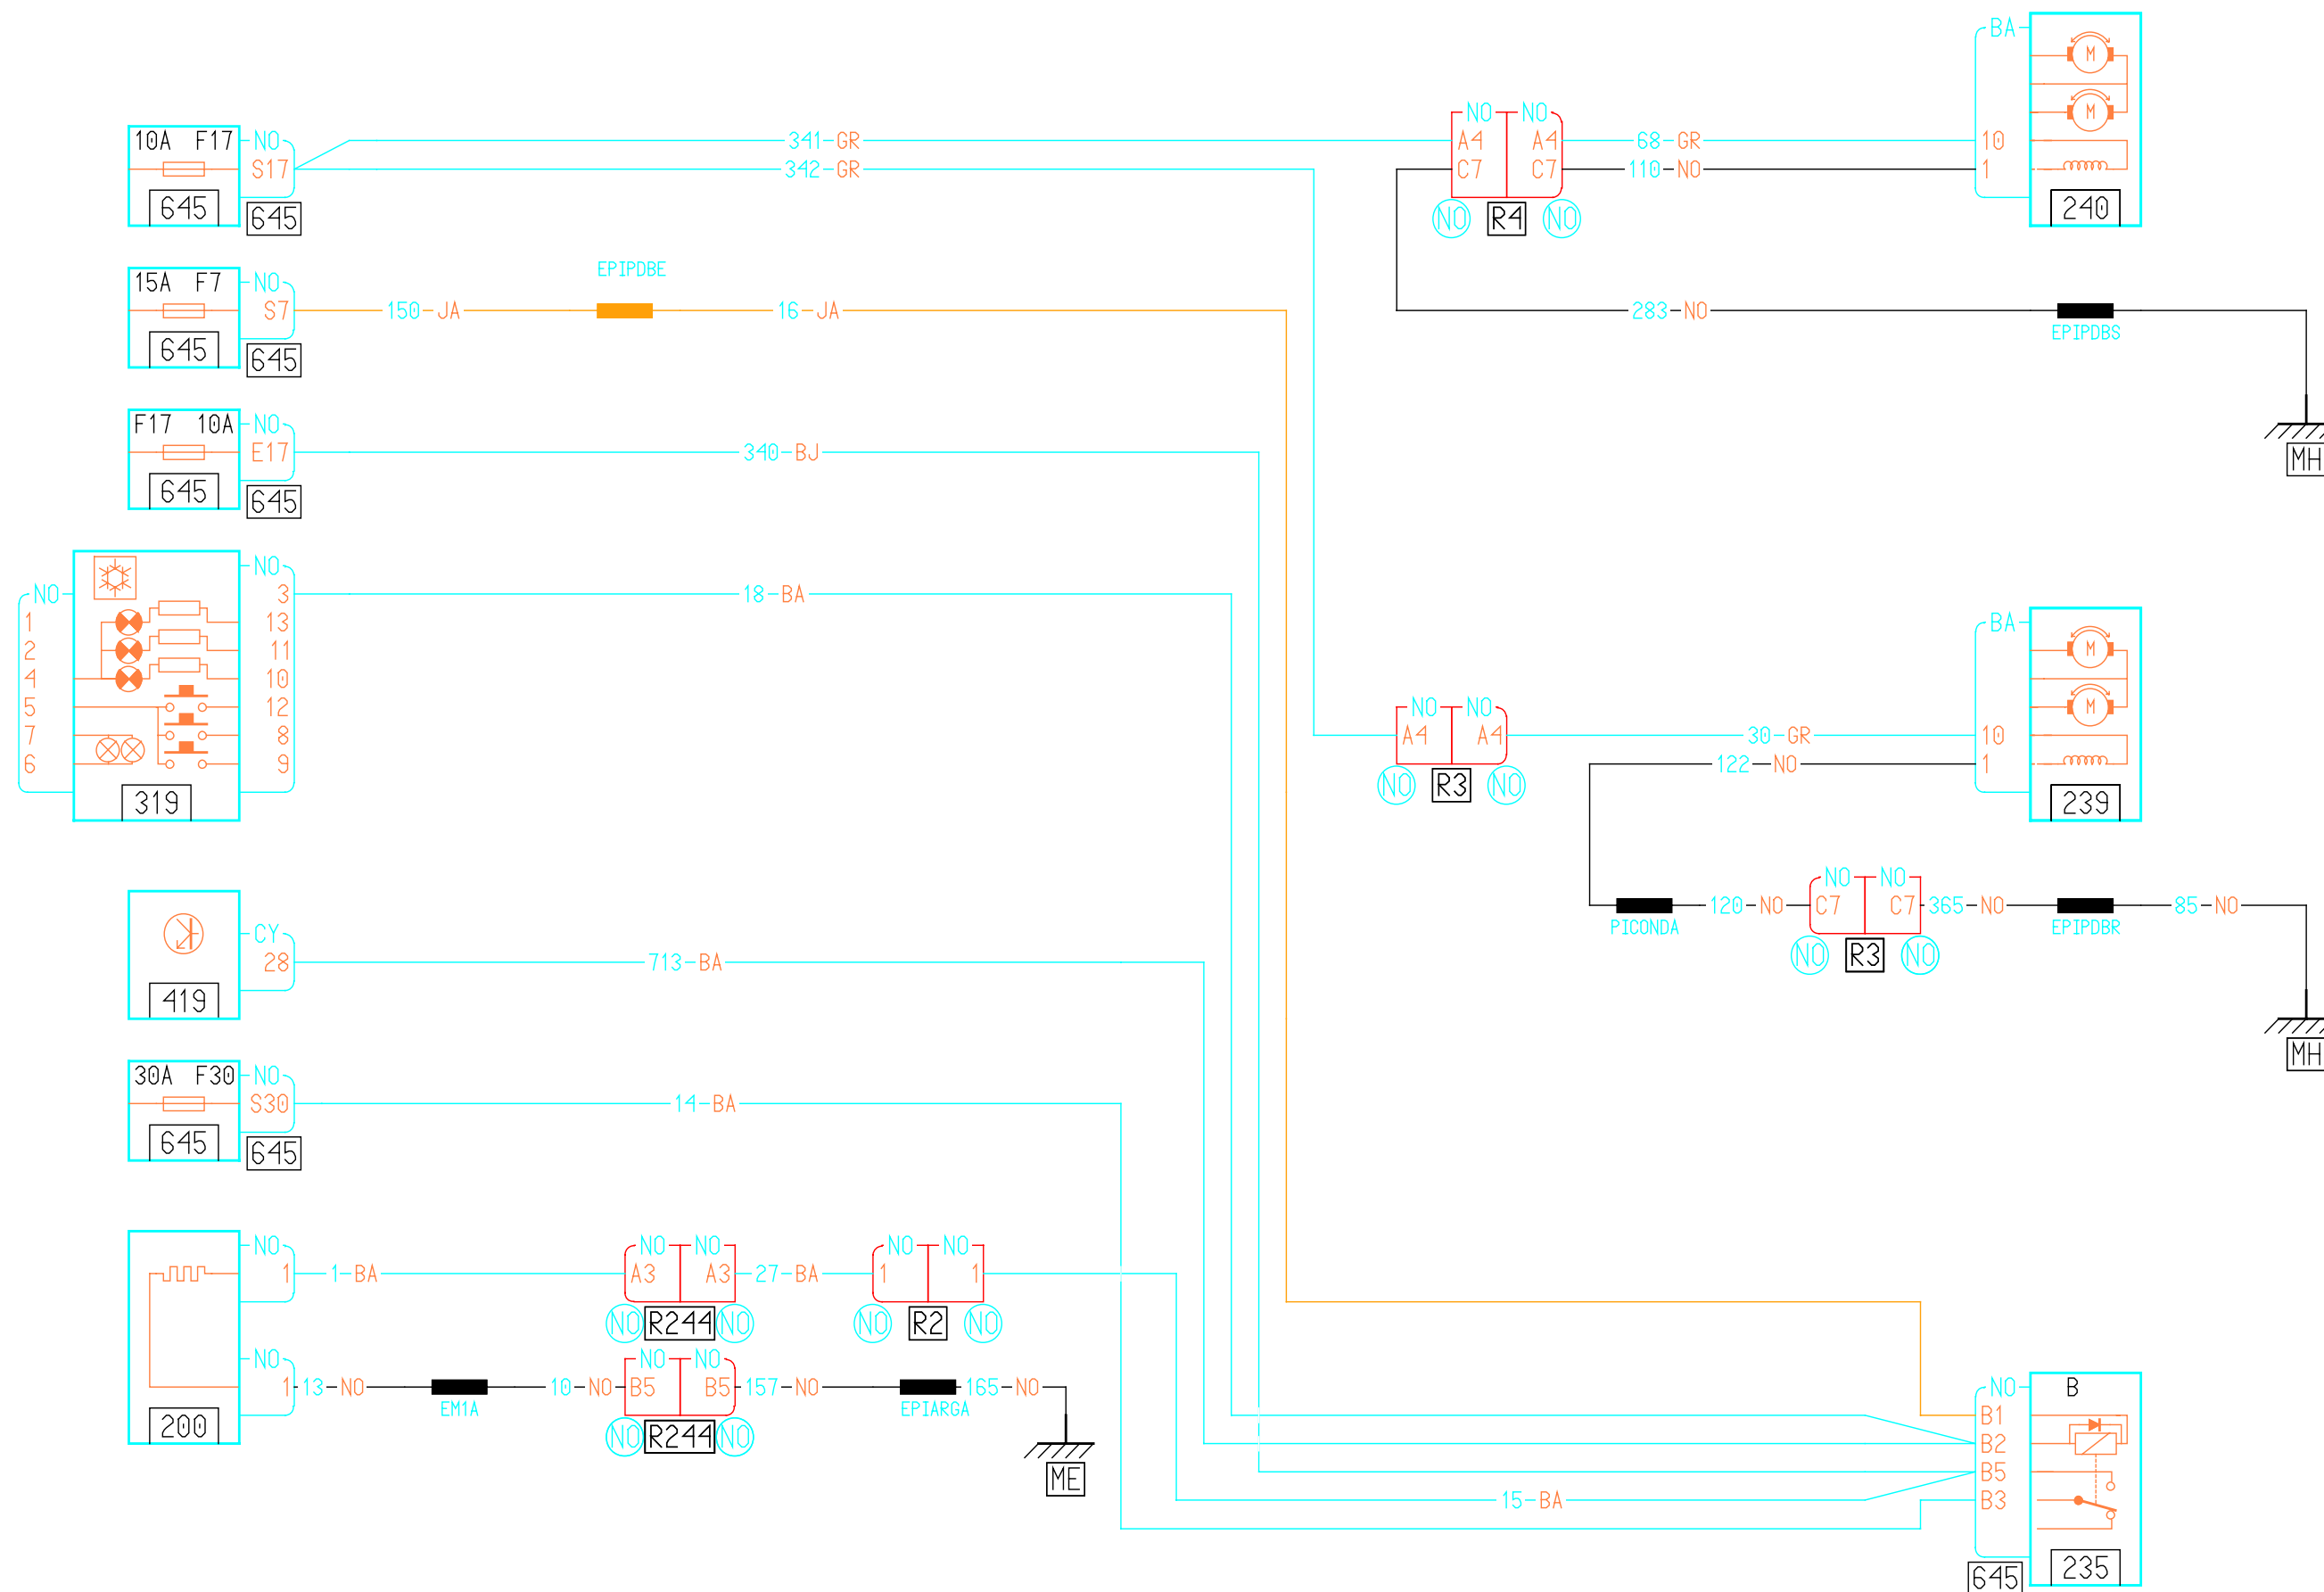 BA
NO NO
10A F17 NO
341-GR A4 A4 68-GR 10
S17 342-GR C7 C7 110-NO 1
645 645 NO R4 NO 240
M
M
EPIPDBE
15A F7 NO
S7 150-JA 16-JA 283-NO
EPIPDBS
645 645
F17 10A NO
E17 340-BJ
MH
645 645
NO
NO 3 18-BA
1 13 BA
2 11 M
4 10
5 12 NO NO M
7 8 A4 A4 30-GR 10
6 9 122-NO 1
319 NO R3 NO 239
NO NO
120-NO C7 C7 365-NO 85-NO
PICONDA EPIPDBR
CY
28 713-BA NO R3 NO
419
MH
30A F30 NO
S30 14-BA
645 645
NO NO NO NO NO
1 1-BA A3 A3 27-BA 1 1
NO R244 NO NO R2 NO
NO NO NO
1 13-NO 10-NO B5 B5 157-NO 165-NO
EM1A EPIARGA
200 NO R244 NO
ME
NO B
B1
B2
B5
15-BA B3
645 235